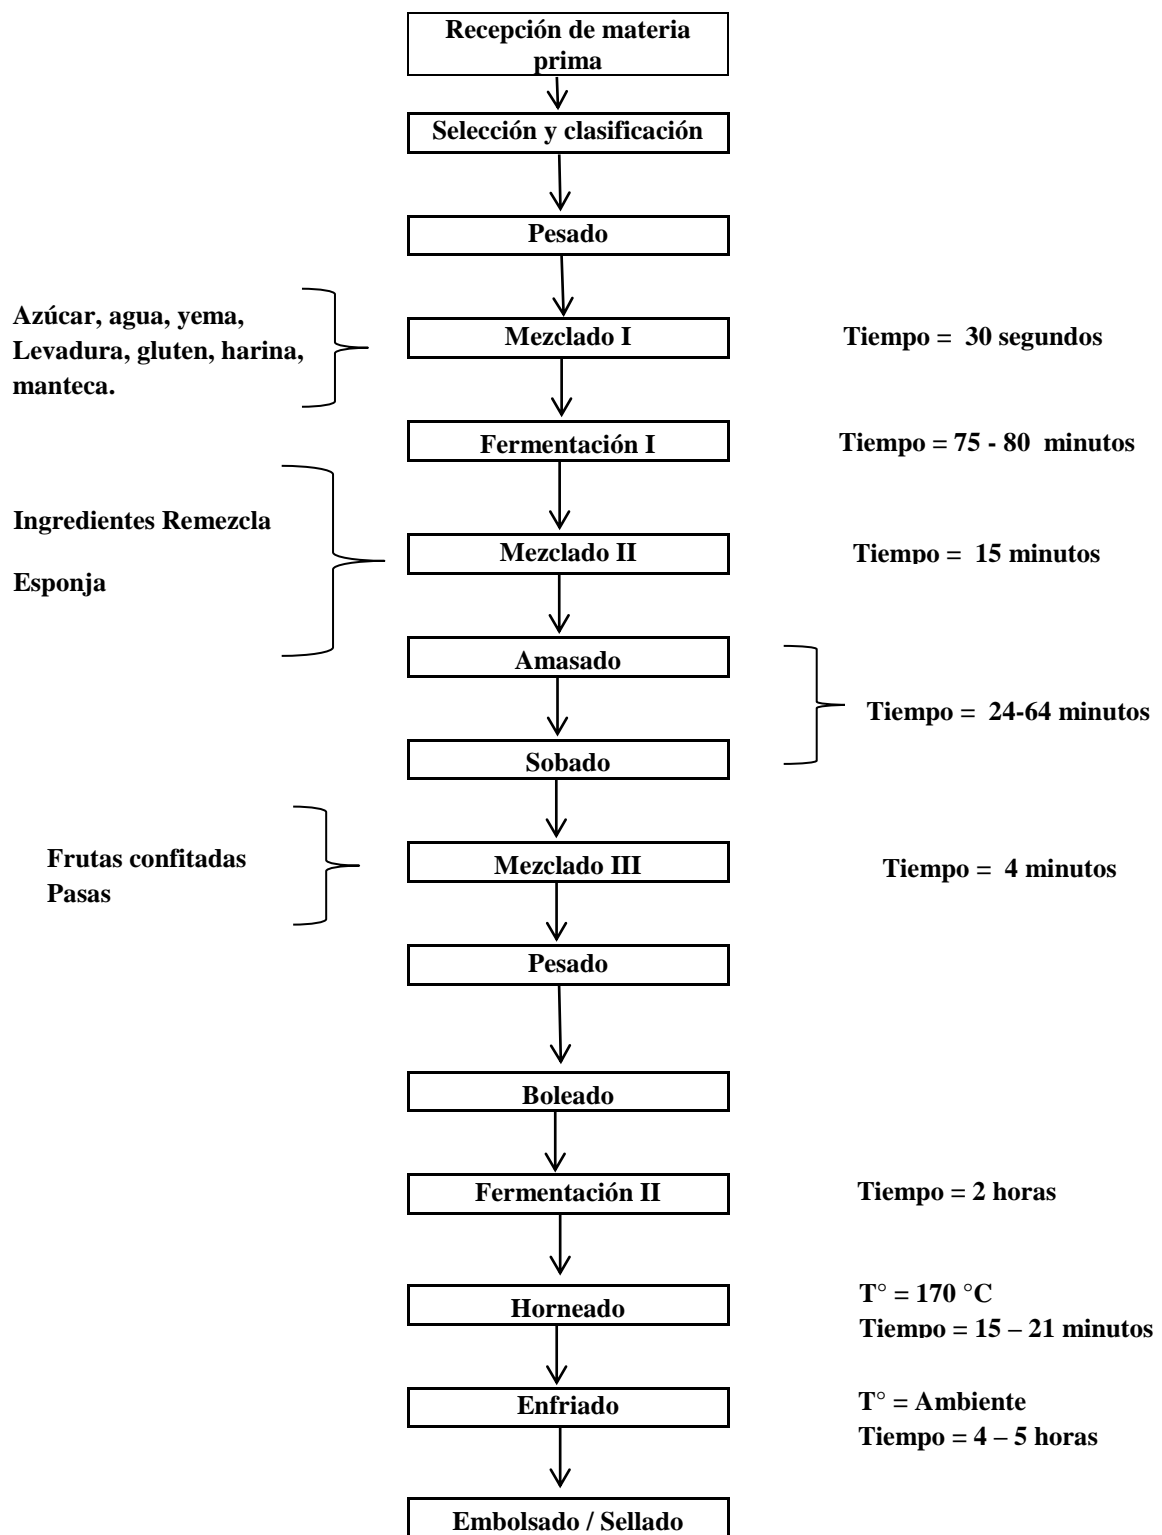 Recepción de materia
prima
Selección y clasificación
Pesado
Azúcar, agua, yema,
Levadura, gluten, harina,
manteca.
Mezclado I
Tiempo = 30 segundos
Fermentación I
Tiempo = 75 - 80 minutos
Ingredientes Remezcla
Esponja
Mezclado II
Tiempo = 15 minutos
Amasado
Tiempo = 24-64 minutos
Sobado
Frutas confitadas
Pasas
Mezclado III
Tiempo = 4 minutos
Pesado
Boleado
Fermentación II
Tiempo = 2 horas
Horneado
T° = 170 °C
Tiempo = 15 – 21 minutos
Enfriado
T° = Ambiente
Tiempo = 4 – 5 horas
Embolsado / Sellado